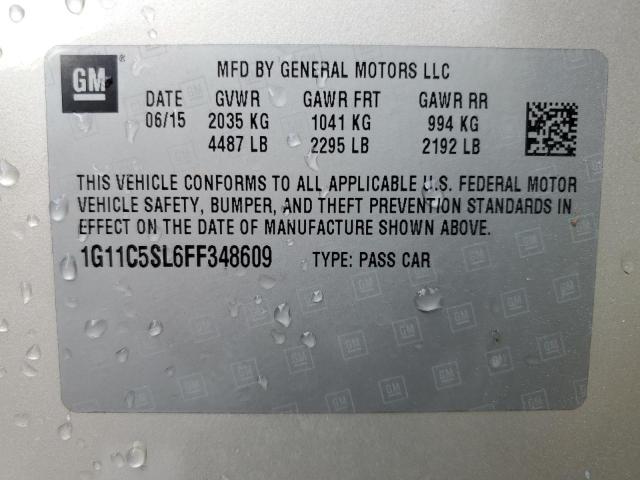 GM
MFD BY GENERAL MOTORS LLC
DATE GVWR GAWR FRT GAWR RR
06/15 2035 KG 1041 KG 994 KG
4487 LB 2295 LB 2192 LB
THIS VEHICLE CONFORMS TO ALL APPLICABLE U.S. FEDERAL MOTOR
VEHICLE SAFETY, BUMPER, AND THEFT PREVENTION STANDARDS IN
EFFECT ON THE DATE OF MANUFACTURE SHOWN ABOVE.
1G11C5SL6FF348609 TYPE: PASS CAR